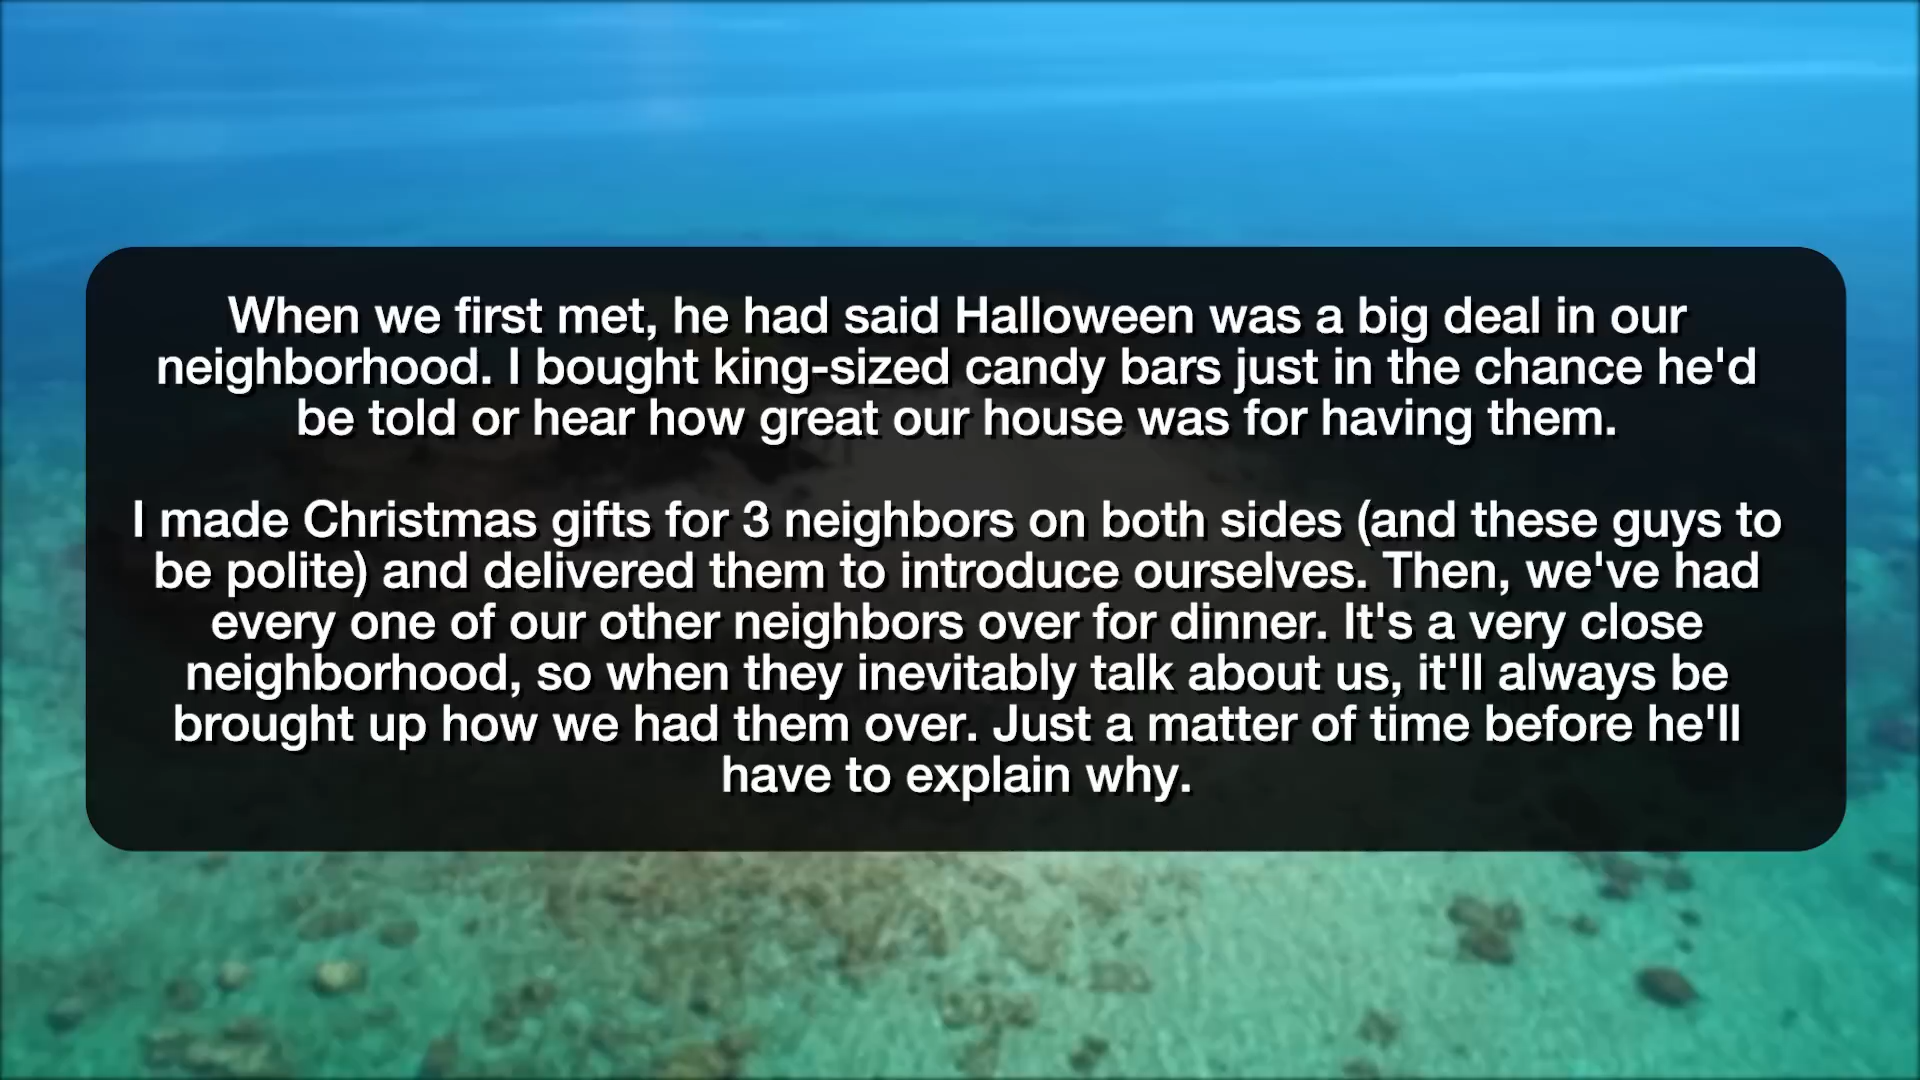 When we first met, he had said Halloween was a big deal in our
neighborhood. I bought king-sized candy bars just in the chance he'd
be told or hear how great our house was for having them.
I made Christmas gifts for 3 neighbors on both sides (and these guys to
be polite) and delivered them to introduce ourselves. Then, we've had
every one of our other neighbors over for dinner. It's a very close
neighborhood, so when they inevitably talk about us, it'll always be
brought up how we had them over. Just a matter of time before he'll
have to explain why.